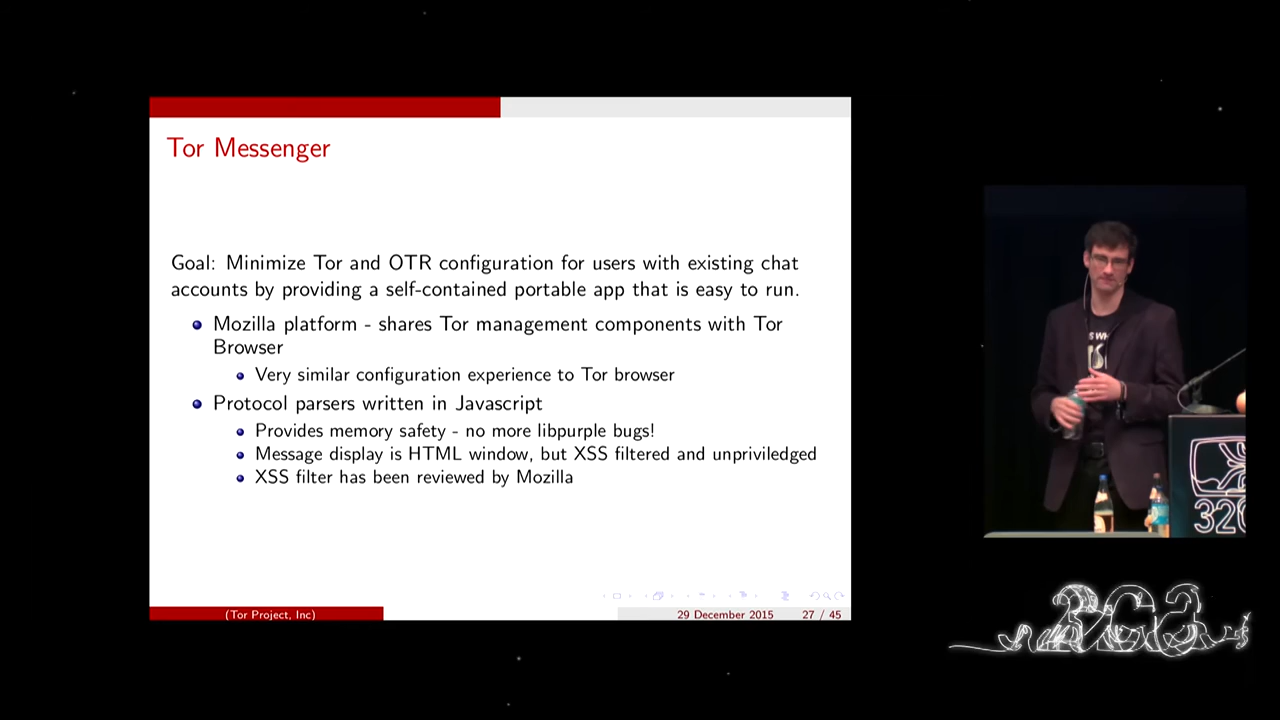 Tor Messenger
Goal: Minimize Tor and OTR configuration for users with existing chat
accounts by providing a self-contained portable app that is easy to run.
Mozilla platform - shares Tor management components with Tor
Browser
Very similar configuration experience to Tor browser
Protocol parsers written in Javascript
Provides memory safety - no more libpurple bugs!
Message display is HTML window, but XSS filtered and unpriviledged
XSS filter has been reviewed by Mozilla
(Tor Project, Inc)
29 December 2015
27 / 45
32C3